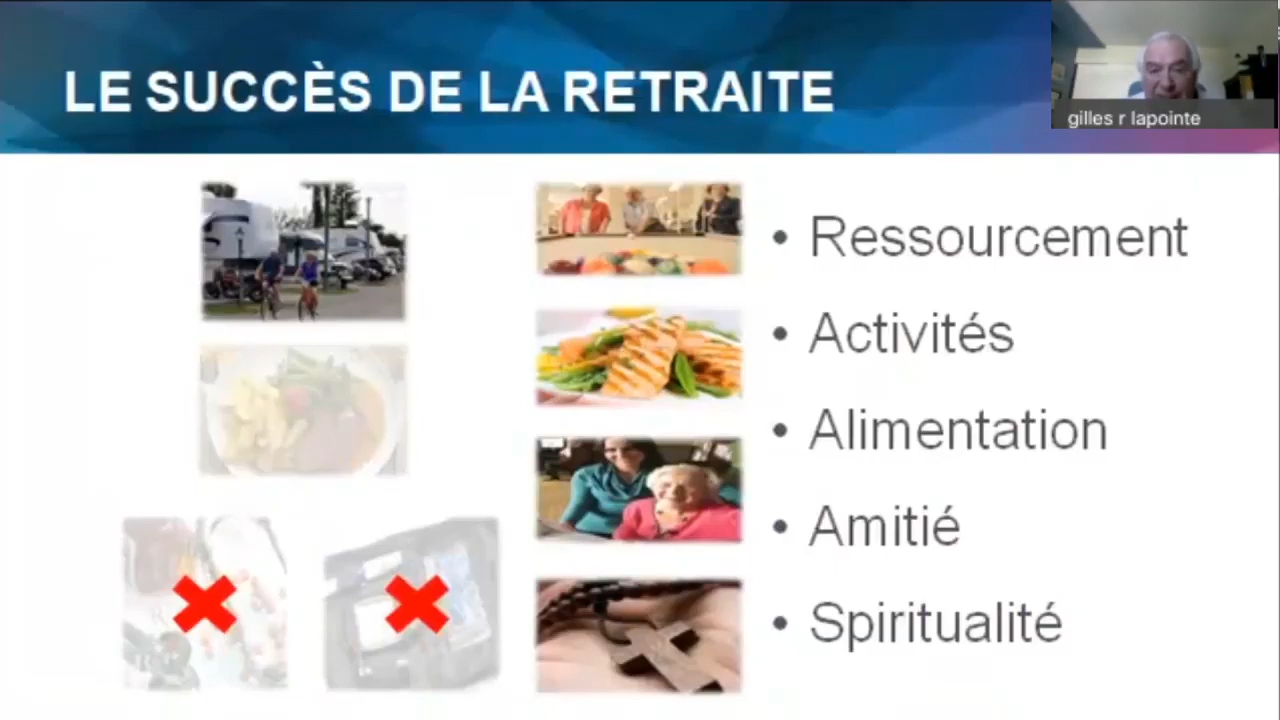 LE SUCCÈS DE LA RETRAITE
gilles r lapointe
• Ressourcement
• Activités
• Alimentation
• Amitié
• Spiritualité